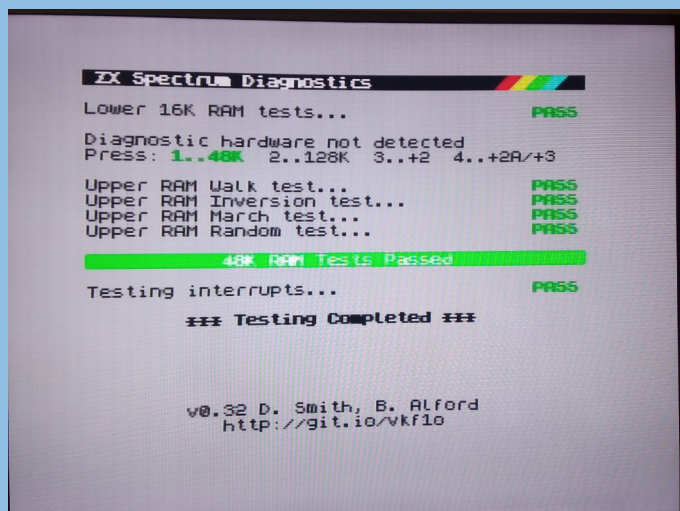 ZX Spectrum Diagnostics
Lower 16K RAM tests... PASS
Diagnostic hardware not detected
Press: 1..48K 2..128K 3..+2 4..+2A/+3
Upper RAM Walk test... PASS
Upper RAM Inversion test... PASS
Upper RAM March test... PASS
Upper RAM Random test... PASS
48K RAM Tests Passed
Testing interrupts... PASS
*** Testing Completed ***
v0.32 D. Smith, B. Alford
http://git.io/vkf1o